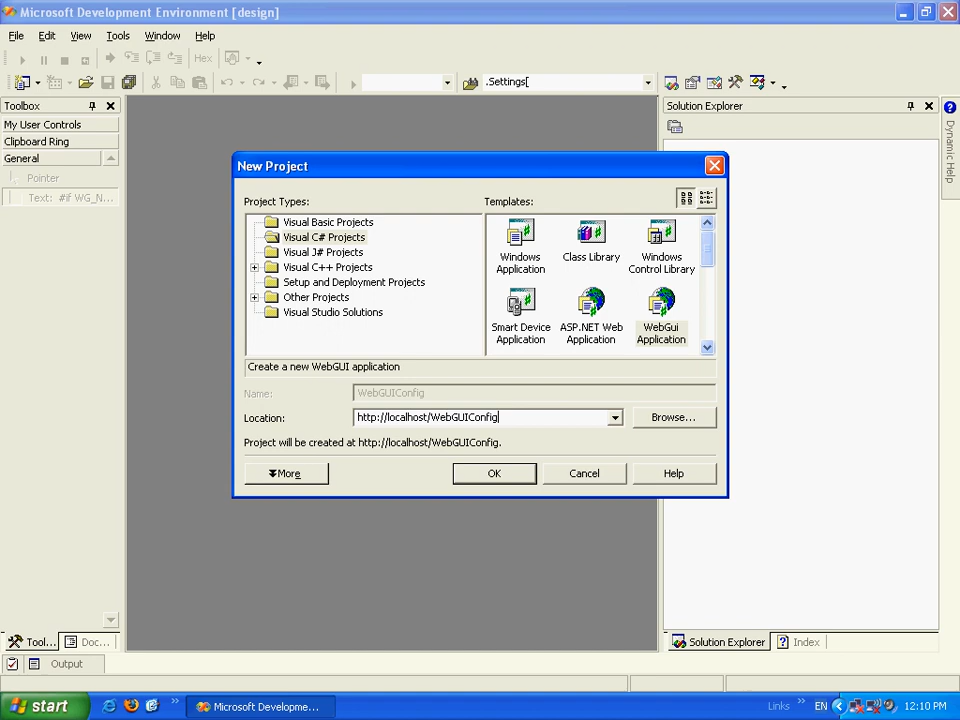 Microsoft Development Environment [design]
File Edit View Tools Window Help
Hex
.Settings[
Toolbox
My User Controls
Clipboard Ring
General
Pointer
Text: #if WG_N...
Solution Explorer
Dynamic Help
New Project
Project Types:
Templates:
Visual Basic Projects
Visual C# Projects
Visual J# Projects
Visual C++ Projects
Setup and Deployment Projects
Other Projects
Visual Studio Solutions
Windows Application
Class Library
Windows Control Library
Smart Device Application
ASP.NET Web Application
WebGui Application
Create a new WebGUI application
Name: WebGUIConfig
Location: http://localhost/WebGUIConfig
Browse...
Project will be created at http://localhost/WebGUIConfig.
More OK Cancel Help
Tool... Doc...
Solution Explorer Index
Output
start
Microsoft Developme...
Links EN 12:10 PM